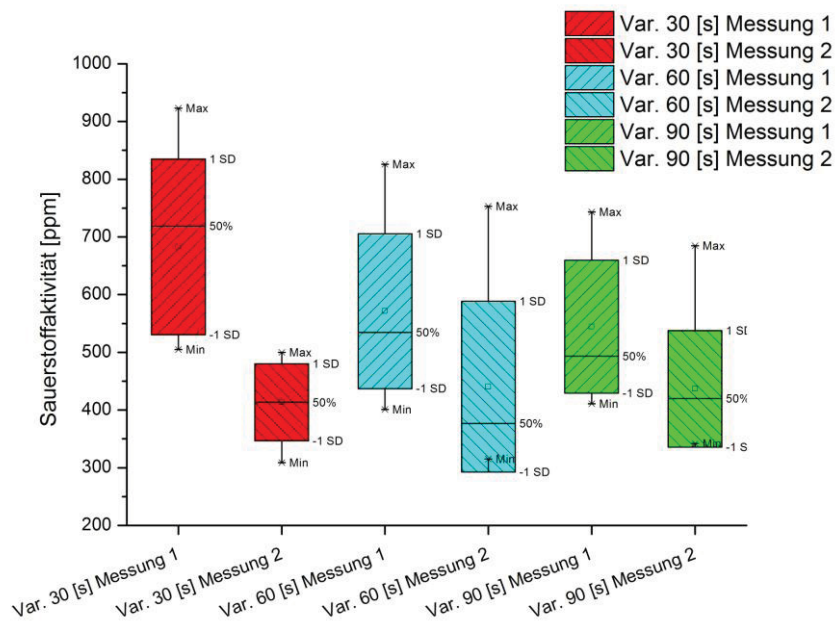 Var. 30 [s] Messung 1
Var. 30 [s] Messung 2
Var. 60 [s] Messung 1
Var. 60 [s] Messung 2
Var. 90 [s] Messung 1
Var. 90 [s] Messung 2
Sauerstoffaktivität [ppm]
1000
900
800
700
600
500
400
300
200
Max
1 SD
50%
-1 SD
Min
Max
1 SD
50%
-1 SD
Min
Max
1 SD
50%
-1 SD
Min
Max
1 SD
50%
Min
-1 SD
Max
1 SD
50%
-1 SD
Min
Max
1 SD
50%
Min
-1 S
Var. 30 [s] Messung 1
Var. 30 [s] Messung 2
Var. 60 [s] Messung 1
Var. 60 [s] Messung 2
Var. 90 [s] Messung 1
Var. 90 [s] Messung 2